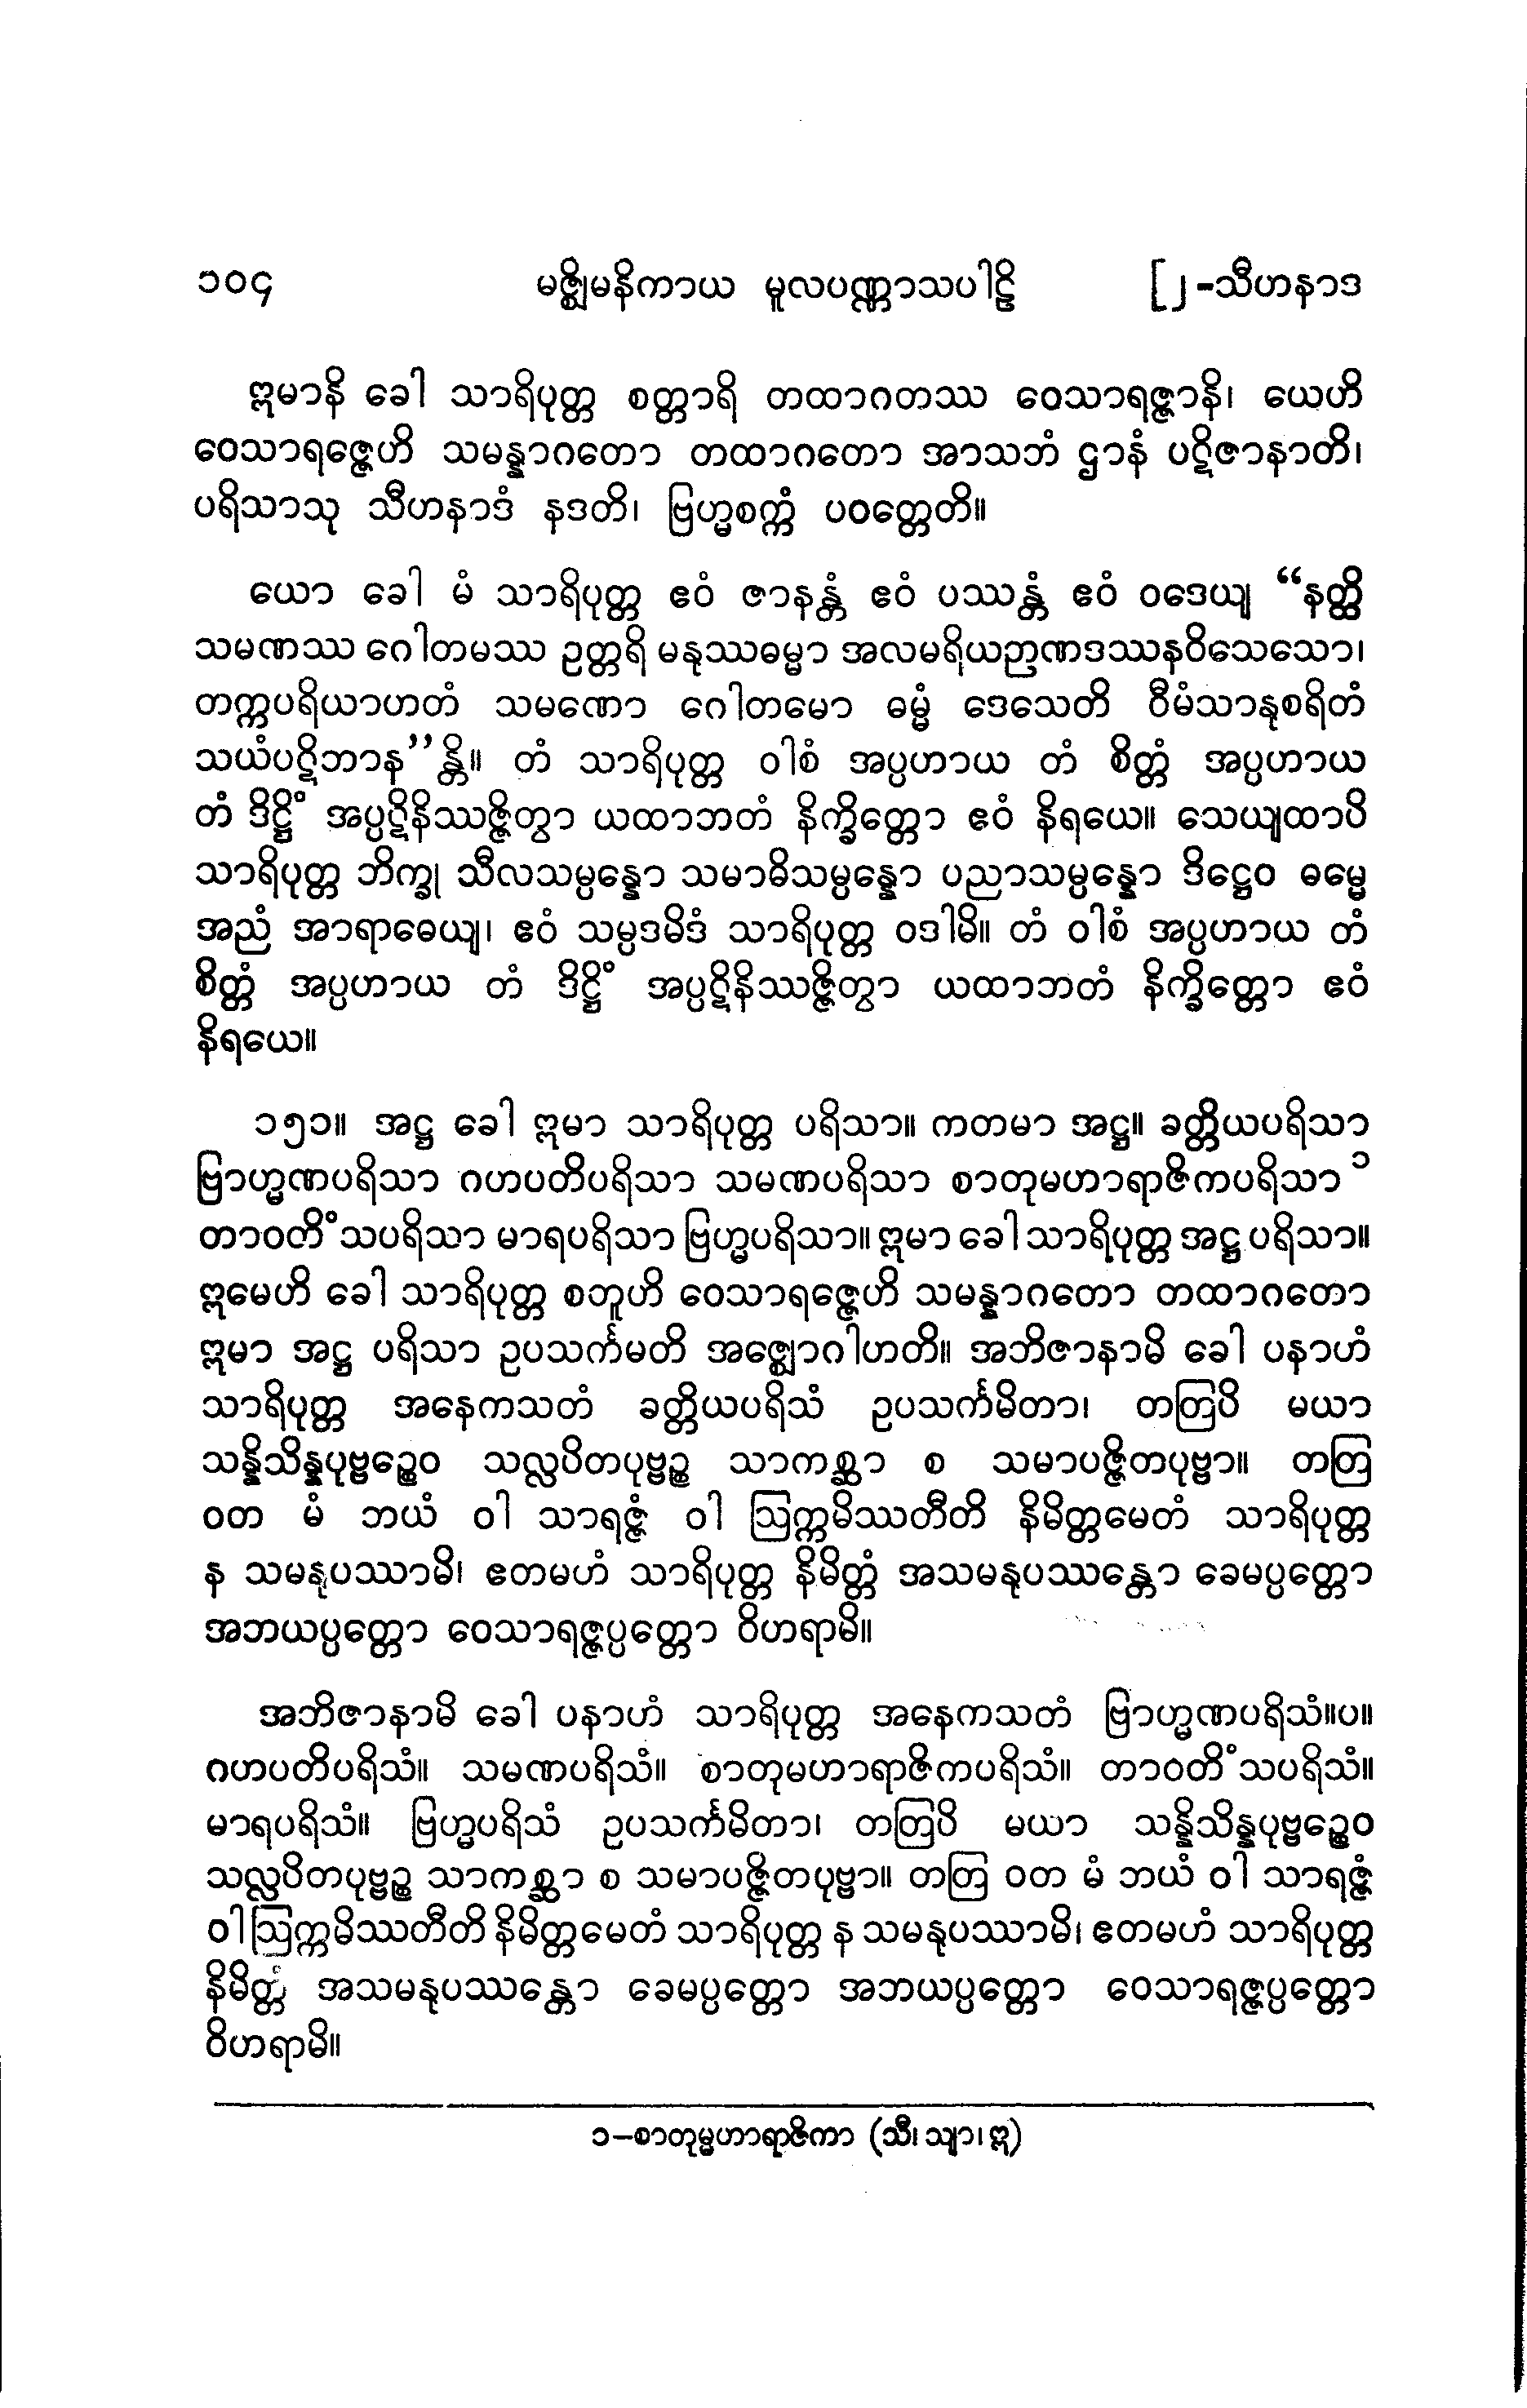 ၁၀၄ မဇ္ဈိမနိကာယ မူလပဏ္ဏာသပါဠိ [၂-သီဟနာဒ
ဣမာနိ ခေါ သာရိပုတ္တ စတ္တာရိ တထာဂတဿ ဝေသာရဇ္ဇာနိ၊ ယေဟိ
ဝေသာရဇ္ဇေဟိ သမန္နာဂတော တထာဂတော အာသဘံ ဌာနံ ပဋိဇာနာတိ၊
ပရိသာသု သီဟနာဒံ နဒတိ၊ ဗြဟ္မစက္ကံ ပဝတ္တေတိ။
ယော ခေါ မံ သာရိပုတ္တ ဧဝံ ဇာနန္တံ ဧဝံ ပဿန္တံ ဧဝံ ဝဒေယျ “နတ္ထိ
သမဏဿ ဂေါတမဿ ဥတ္တရိ မနုဿဓမ္မာ အလမရိယဉာဏဒဿနဝိသေသော၊
တက္ကပရိယာဟတံ သမဏော ဂေါတမော ဓမ္မံ ဒေသေတိ ဝီမံသာနုစရိတံ
သယံပဋိဘာန”န္တိ။ တံ သာရိပုတ္တ ဝါစံ အပ္ပဟာယ တံ စိတ္တံ အပ္ပဟာယ
တံ ဒိဋ္ဌိံ အပ္ပဋိနိဿဇ္ဇိတွာ ယထာဘတံ နိက္ခိတ္တော ဧဝံ နိရယေ။ သေယျထာပိ
သာရိပုတ္တ ဘိက္ခု သီလသမ္ပန္နော သမာဓိသမ္ပန္နော ပညာသမ္ပန္နော ဒိဋ္ဌေဝ ဓမ္မေ
အညံ အာရာဓေယျ၊ ဧဝံ သမ္ပဒမိဒံ သာရိပုတ္တ ဝဒါမိ။ တံ ဝါစံ အပ္ပဟာယ တံ
စိတ္တံ အပ္ပဟာယ တံ ဒိဋ္ဌိံ အပ္ပဋိနိဿဇ္ဇိတွာ ယထာဘတံ နိက္ခိတ္တော ဧဝံ
နိရယေ။
၁၅၁။ အဋ္ဌ ခေါ ဣမာ သာရိပုတ္တ ပရိသာ။ ကတမာ အဋ္ဌ။ ခတ္တိယပရိသာ
ဗြာဟ္မဏပရိသာ ဂဟပတိပရိသာ သမဏပရိသာ စာတုမဟာရာဇိကပရိသာ ၁
တာဝတိံသပရိသာ မာရပရိသာ ဗြဟ္မပရိသာ။ ဣမာ ခေါ သာရိပုတ္တ အဋ္ဌ ပရိသာ။
ဣမေဟိ ခေါ သာရိပုတ္တ စတူဟိ ဝေသာရဇ္ဇေဟိ သမန္နာဂတော တထာဂတော
ဣမာ အဋ္ဌ ပရိသာ ဥပသင်္ကမတိ အဇ္ဈောဂါဟတိ။ အဘိဇာနာမိ ခေါ ပနာဟံ
သာရိပုတ္တ အနေကသတံ ခတ္တိယပရိသံ ဥပသင်္ကမိတာ၊ တတြပိ မယာ
သန္နိသိန္နပုဗ္ဗဉ္စေဝ သလ္လပိတပုဗ္ဗဉ္စ သာကစ္ဆာ စ သမာပဇ္ဇိတပုဗ္ဗာ။ တတြ
ဝတ မံ ဘယံ ဝါ သာရဇ္ဇံ ဝါ ဩက္ကမိဿတီတိ နိမိတ္တမေတံ သာရိပုတ္တ
န သမနုပဿာမိ၊ ဧတမဟံ သာရိပုတ္တ နိမိတ္တံ အသမနုပဿန္တော ခေမပ္ပတ္တော
အဘယပ္ပတ္တော ဝေသာရဇ္ဇပ္ပတ္တော ဝိဟရာမိ။
အဘိဇာနာမိ ခေါ ပနာဟံ သာရိပုတ္တ အနေကသတံ ဗြာဟ္မဏပရိသံ။ပ။
ဂဟပတိပရိသံ။ သမဏပရိသံ။ စာတုမဟာရာဇိကပရိသံ။ တာဝတိံသပရိသံ။
မာရပရိသံ။ ဗြဟ္မပရိသံ ဥပသင်္ကမိတာ၊ တတြပိ မယာ သန္နိသိန္နပုဗ္ဗဉ္စေဝ
သလ္လပိတပုဗ္ဗဉ္စ သာကစ္ဆာ စ သမာပဇ္ဇိတပုဗ္ဗာ။ တတြ ဝတ မံ ဘယံ ဝါ သာရဇ္ဇံ
ဝါ ဩက္ကမိဿတီတိ နိမိတ္တမေတံ သာရိပုတ္တ န သမနုပဿာမိ၊ ဧတမဟံ သာရိပုတ္တ
နိမိတ္တံ အသမနုပဿန္တော ခေမပ္ပတ္တော အဘယပ္ပတ္တော ဝေသာရဇ္ဇပ္ပတ္တော
ဝိဟရာမိ။
၁–စာတုမ္မဟာရာဇိကာ (သီ၊ သျာ၊ ဣ)